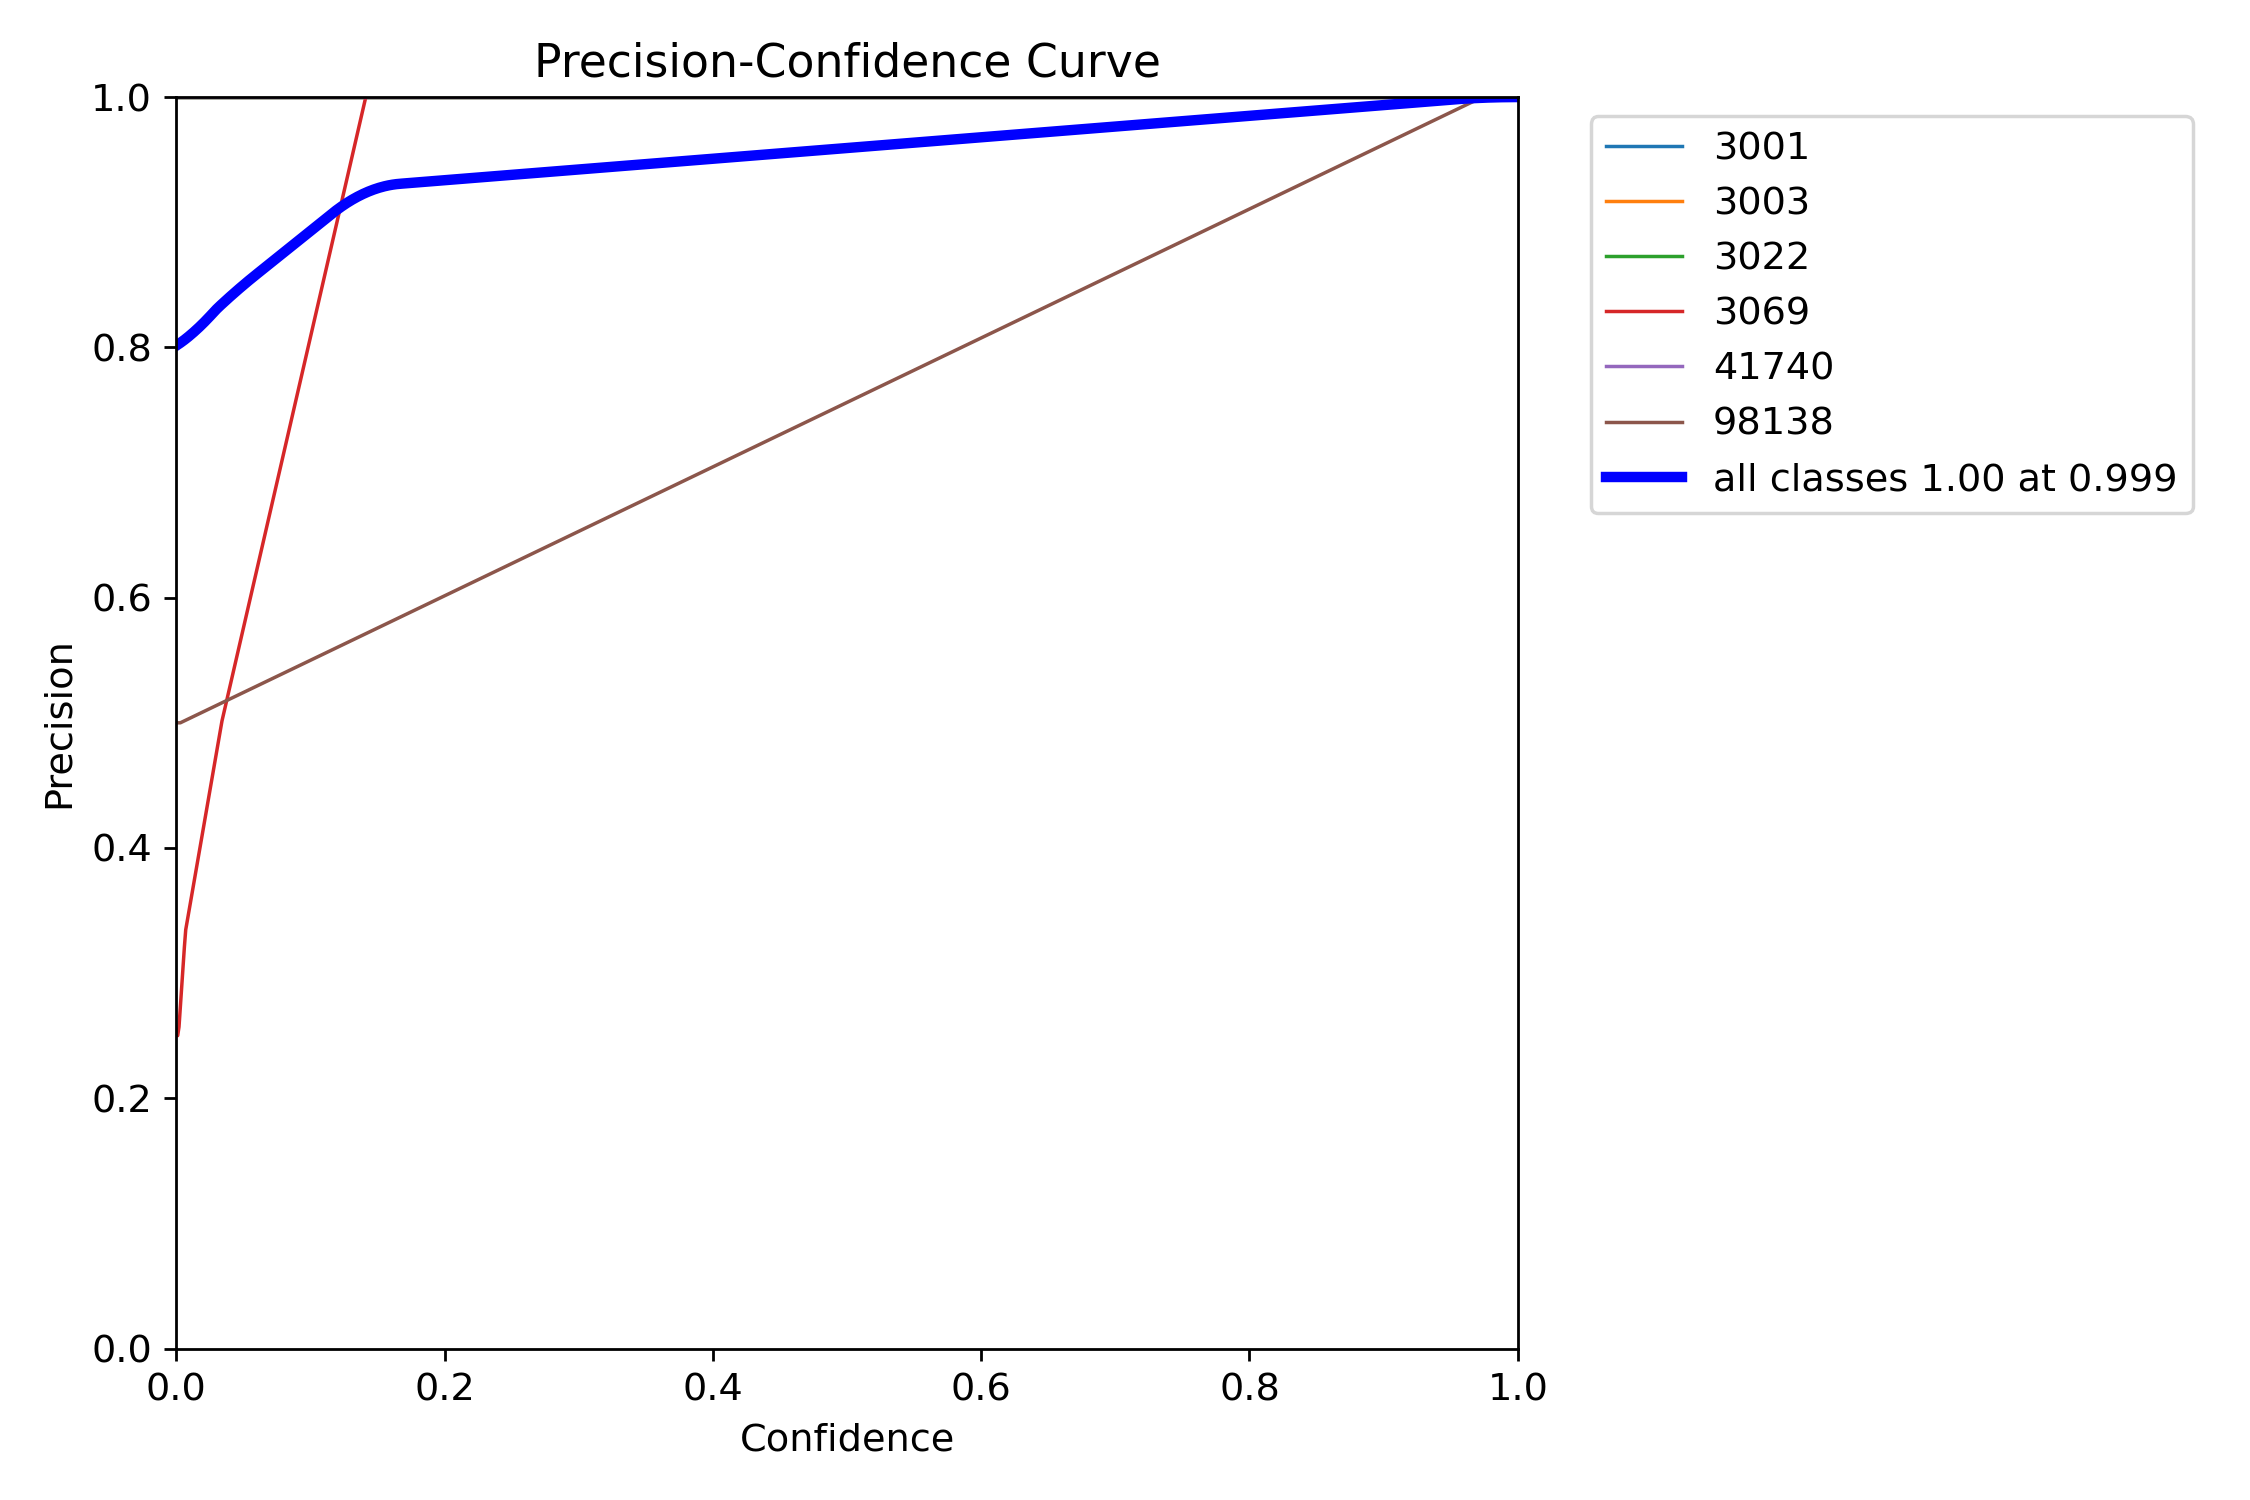 Precision-Confidence Curve
1.0
0.8
0.6
0.4
0.2
0.0
Precision
0.0 0.2 0.4 0.6 0.8 1.0
Confidence
3001
3003
3022
3069
41740
98138
all classes 1.00 at 0.999